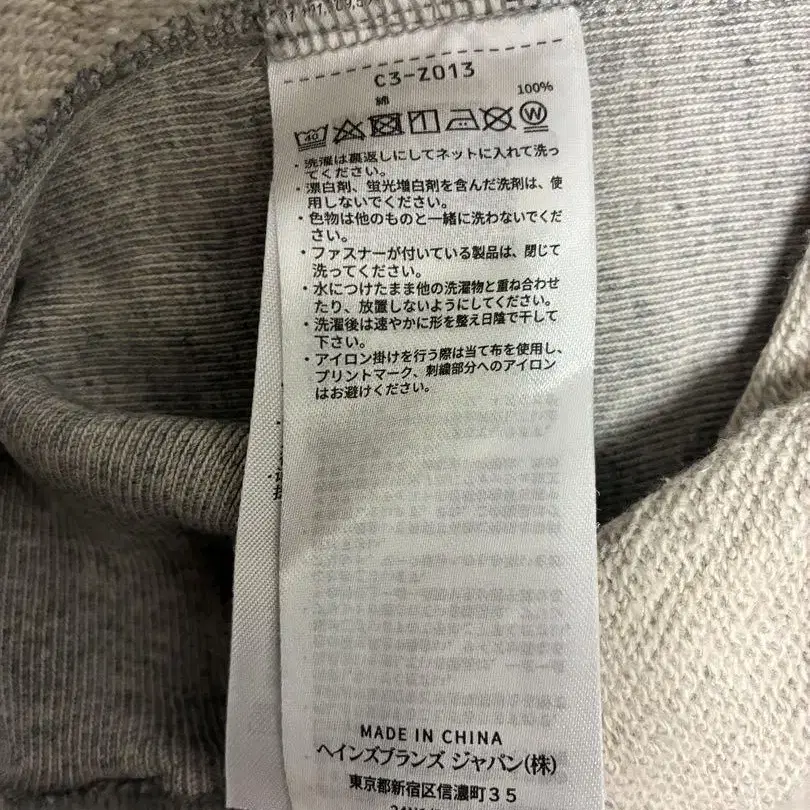 C3-Z013
綿 100%
40
W
・洗濯は裏返しにしてネットに入れて洗っ
てください。
・漂白剤、蛍光増白剤を含んだ洗剤は、使
用しないでください。
・色物は他のものと一緒に洗わないでくだ
さい。
・ファスナーが付いている製品は、閉じて
洗ってください。
・水につけたまま他の洗濯物と重ね合わせ
たり、放置しないようにしてください。
・洗濯後は速やかに形を整え日陰で干して
下さい。
・アイロン掛けを行う際は当て布を使用し、
プリントマーク、刺繍部分へのアイロン
はお避けください。
MADE IN CHINA
ヘインズブランズ ジャパン(株)
東京都新宿区信濃町35